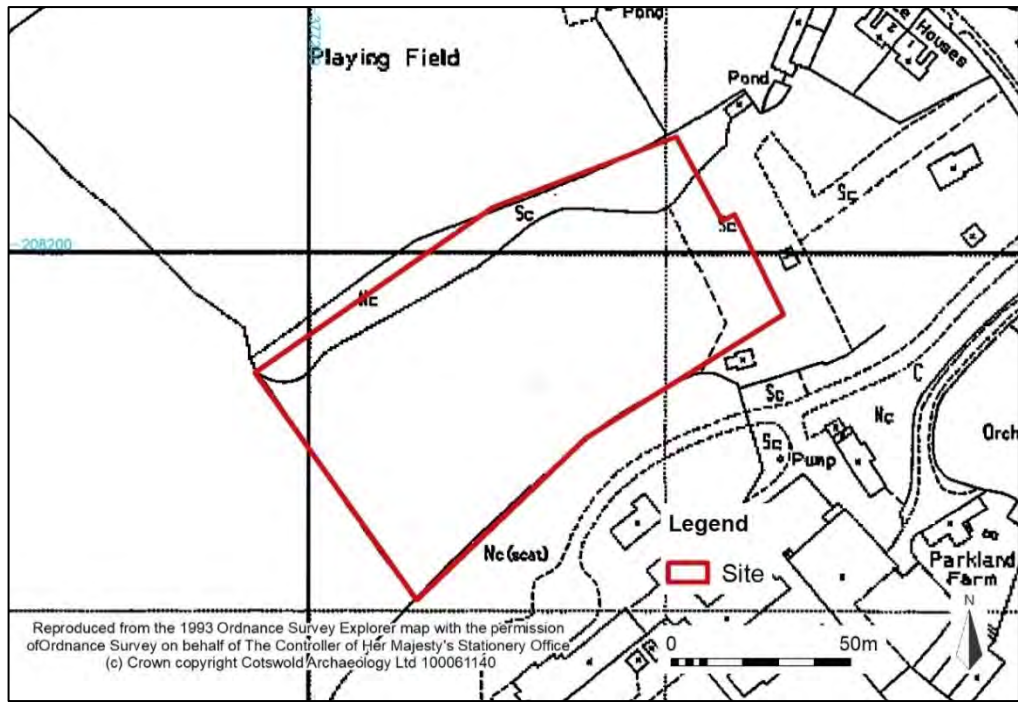 Pond
Houses
Playing Field
Pond
Sc
Sc
Sc
208200
Nc
C
Sc
Nc
Orch
Sc
Pump
Legend
Nc (scat)
Site
Parkland
Farm
N
0 50m
Reproduced from the 1993 Ordnance Survey Explorer map with the permission
ofOrdnance Survey on behalf of The Controller of Her Majesty's Stationery Office
(c) Crown copyright Cotswold Archaeology Ltd 100061140